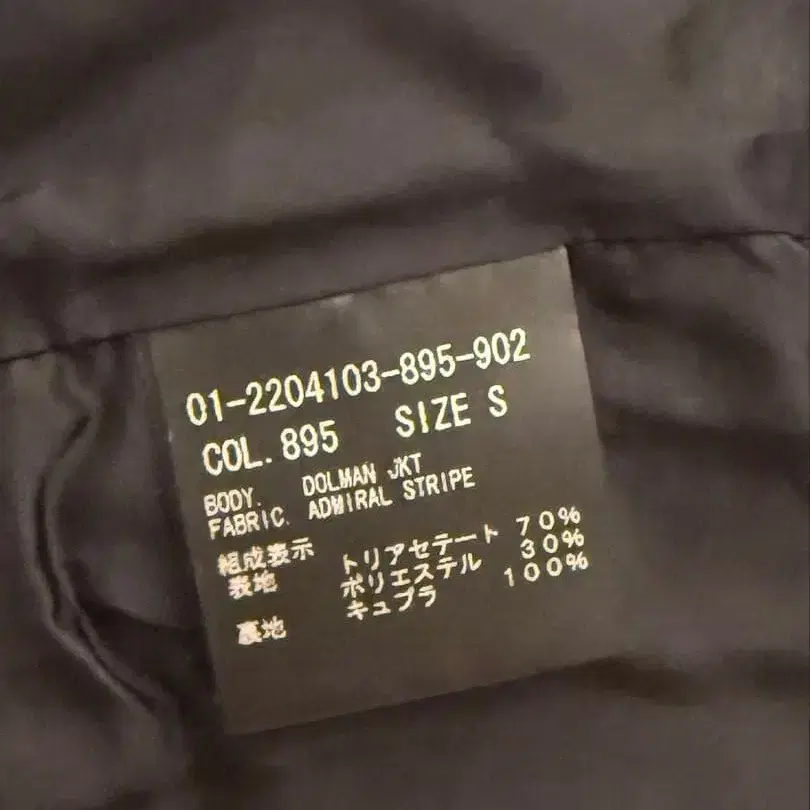 01-2204103-895-902
COL. 895 SIZE S
BODY. DOLMAN JKT
FABRIC. ADMIRAL STRIPE
組成表示
表地 トリアセテート 70%
ポリエステル 30%
裏地 キュプラ 100%